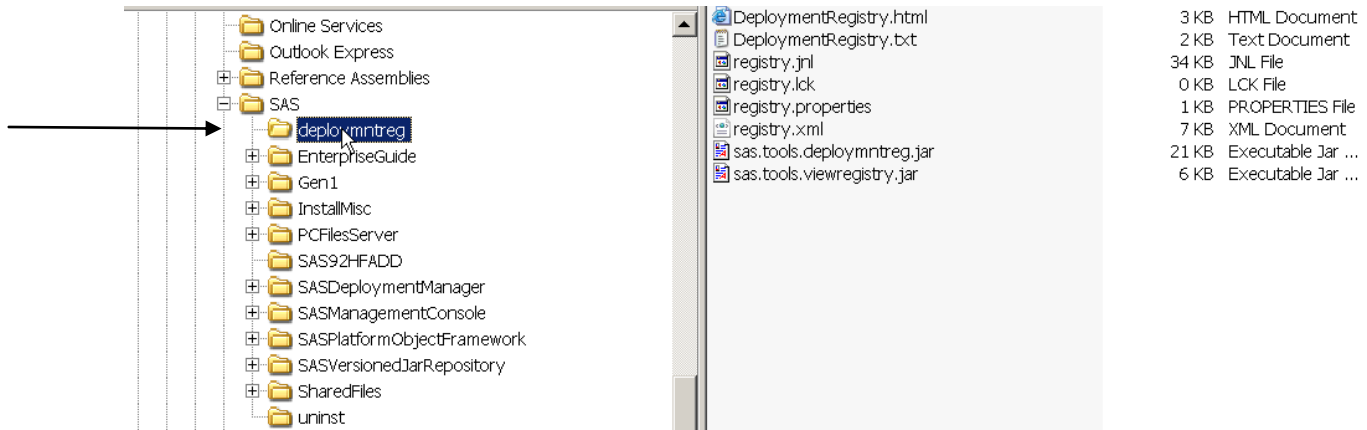 Online Services
Outlook Express
Reference Assemblies
SAS
deploymntreg
EnterpriseGuide
Gen1
InstallMisc
PCFilesServer
SAS92HFADD
SASDeploymentManager
SASManagementConsole
SASPlatformObjectFramework
SASVersionedJarRepository
SharedFiles
uninst
DeploymentRegistry.html 3 KB HTML Document
DeploymentRegistry.txt 2 KB Text Document
registry.jnl 34 KB JNL File
registry.lck 0 KB LCK File
registry.properties 1 KB PROPERTIES File
registry.xml 7 KB XML Document
sas.tools.deploymntreg.jar 21 KB Executable Jar ...
sas.tools.viewregistry.jar 6 KB Executable Jar ...